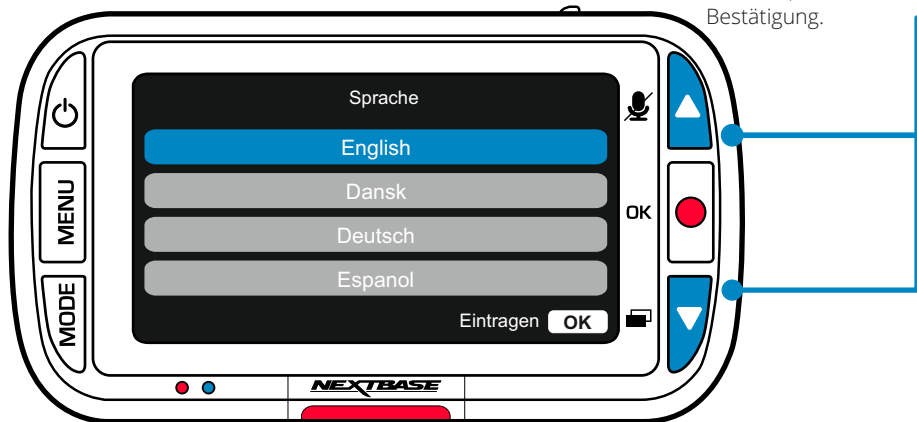 Bestätigung.
Sprache
English
MENU
Dansk
OK
Deutsch
MODE
Espanol
Eintragen OK
NEXTBASE